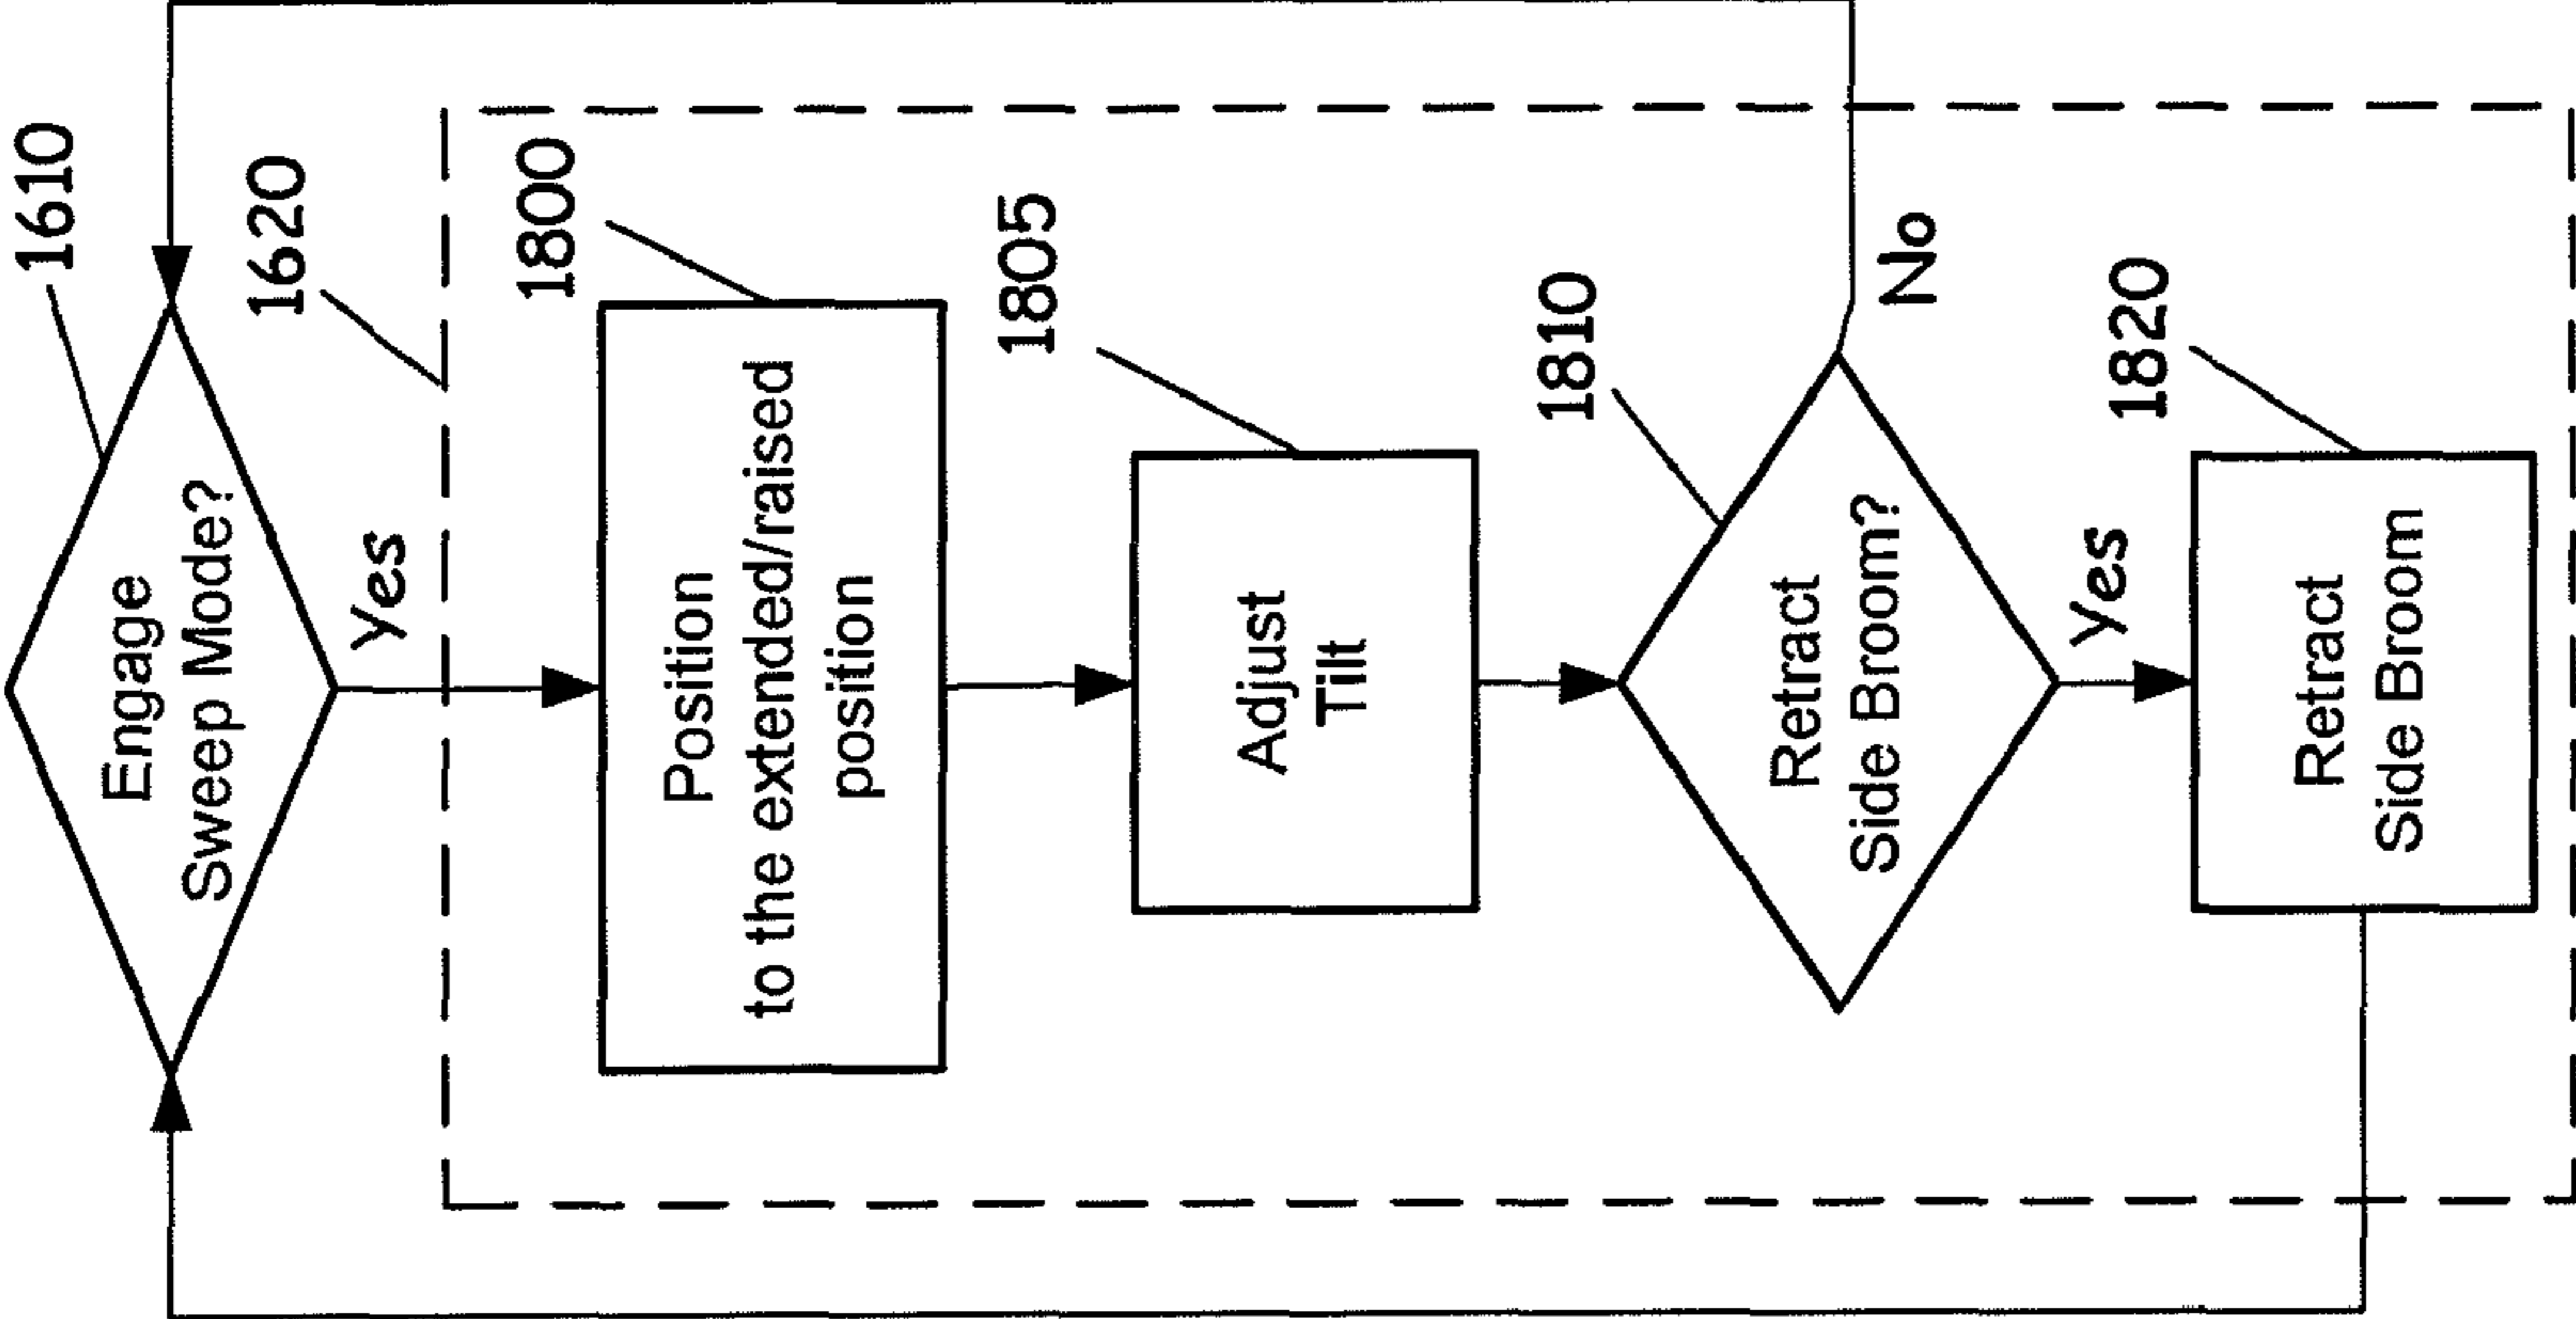 1610
Engage
Sweep Mode?
Yes
1620
1800
Position
to the extended/raised
position
1805
Adjust
Tilt
1810
Retract
Side Broom?
No
Yes
1820
Retract
Side Broom